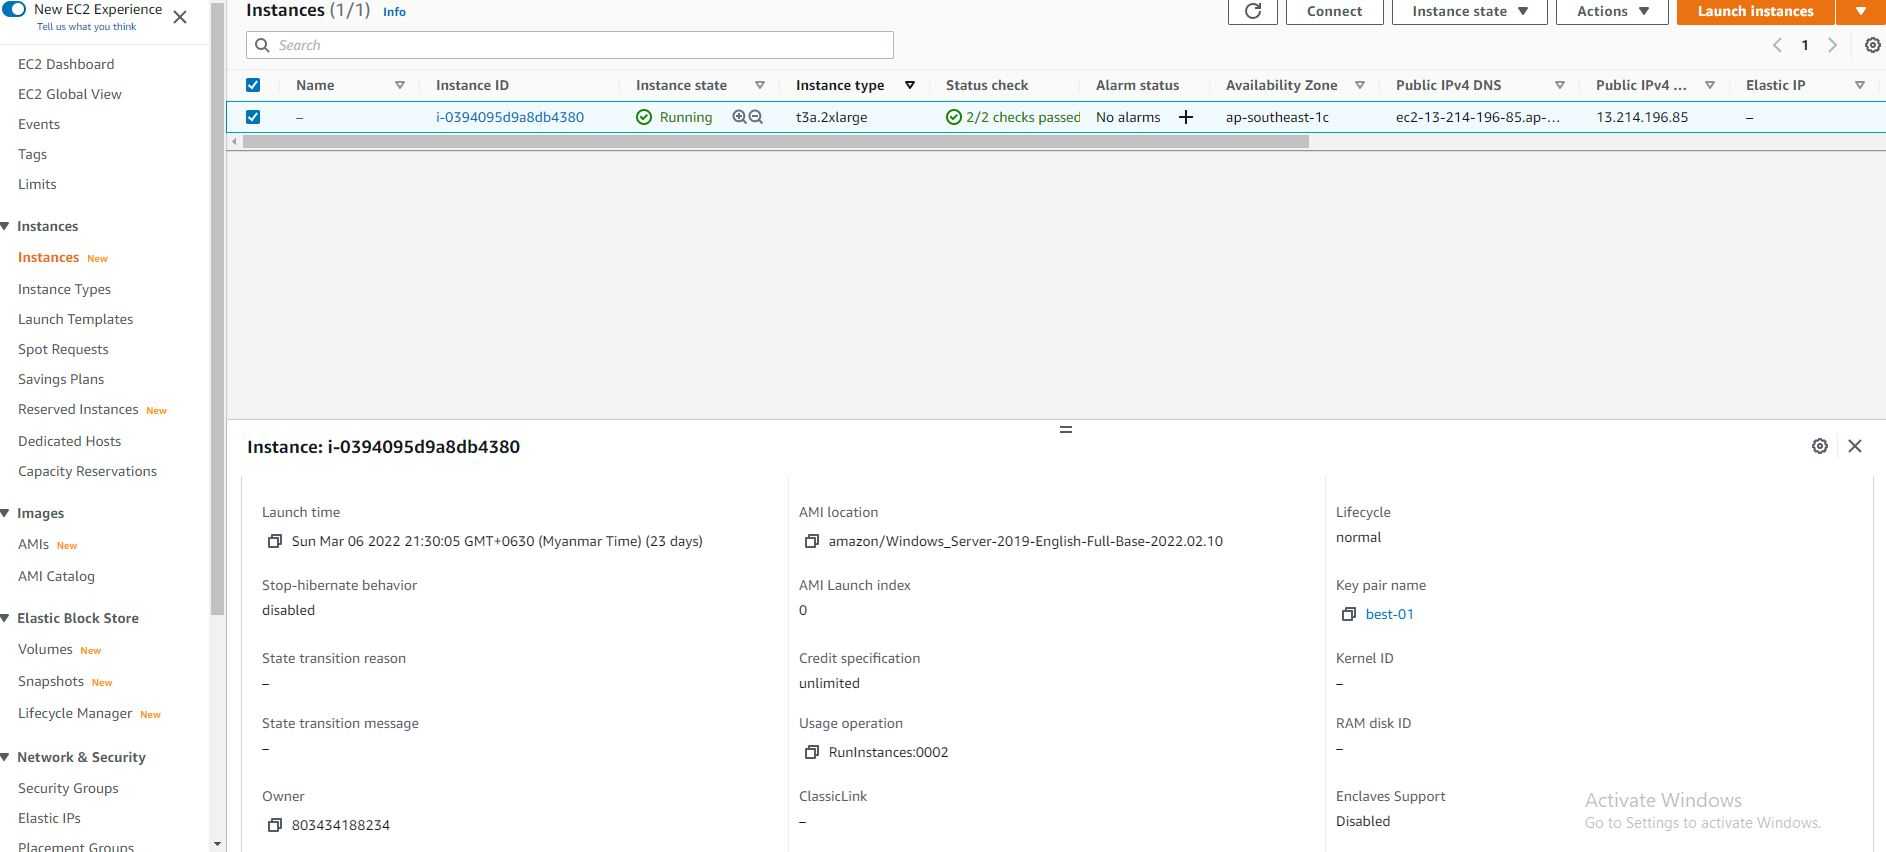 New EC2 Experience
Tell us what you think
EC2 Dashboard
EC2 Global View
Events
Tags
Limits
Instances
Instances New
Instance Types
Launch Templates
Spot Requests
Savings Plans
Reserved Instances New
Dedicated Hosts
Capacity Reservations
Images
AMIs New
AMI Catalog
Elastic Block Store
Volumes New
Snapshots New
Lifecycle Manager New
Network & Security
Security Groups
Elastic IPs
Placement Groups
Instances (1/1) Info
Connect Instance state Actions Launch instances
Search
1
Name Instance ID Instance state Instance type Status check Alarm status Availability Zone Public IPv4 DNS Public IPv4 ... Elastic IP
– i-0394095d9a8db4380 Running t3a.2xlarge 2/2 checks passed No alarms + ap-southeast-1c ec2-13-214-196-85.ap-... 13.214.196.85 –
Instance: i-0394095d9a8db4380
Launch time
Sun Mar 06 2022 21:30:05 GMT+0630 (Myanmar Time) (23 days)
AMI location
amazon/Windows_Server-2019-English-Full-Base-2022.02.10
Lifecycle
normal
Stop-hibernate behavior
disabled
AMI Launch index
0
Key pair name
best-01
State transition reason
–
Credit specification
unlimited
Kernel ID
–
State transition message
–
Usage operation
RunInstances:0002
RAM disk ID
–
Owner
803434188234
ClassicLink
–
Enclaves Support
Disabled
Activate Windows
Go to Settings to activate Windows.